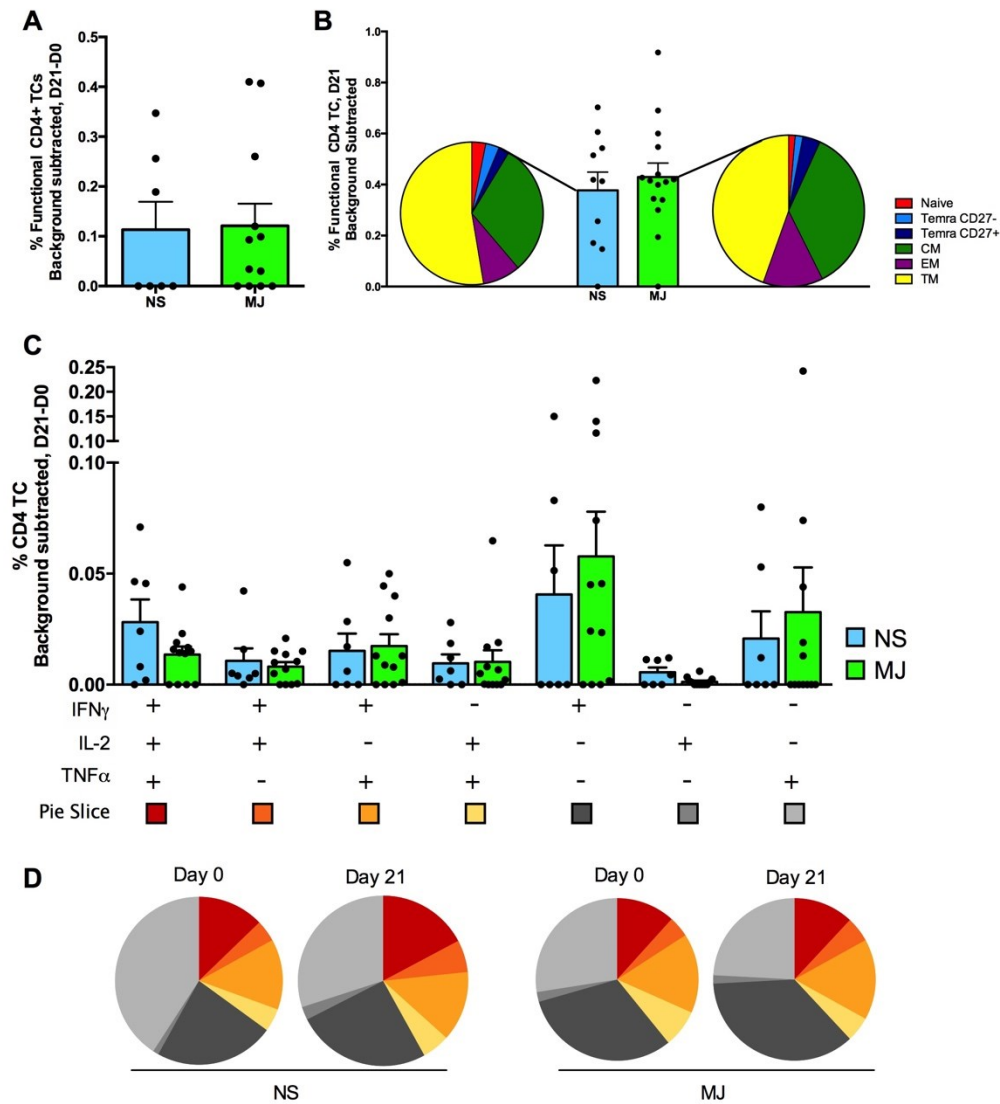 A
% Functional CD4+ TCs
Background subtracted, D21-D0
0.5
0.4
0.3
0.2
0.1
0.0
NS
MJ
B
% Functional CD4 TC, D21
Background Subtracted
1.0
0.8
0.6
0.4
0.2
0.0
NS
MJ
Naive
Temra CD27-
Temra CD27+
CM
EM
TM
C
% CD4 TC
Background subtracted, D21-D0
0.25
0.20
0.15
0.10
0.10
0.05
0.00
NS
MJ
IFNγ + + + - + - -
IL-2 + + - + - + -
TNFα + - + + - - +
Pie Slice
D
Day 0
Day 21
Day 0
Day 21
NS
MJ